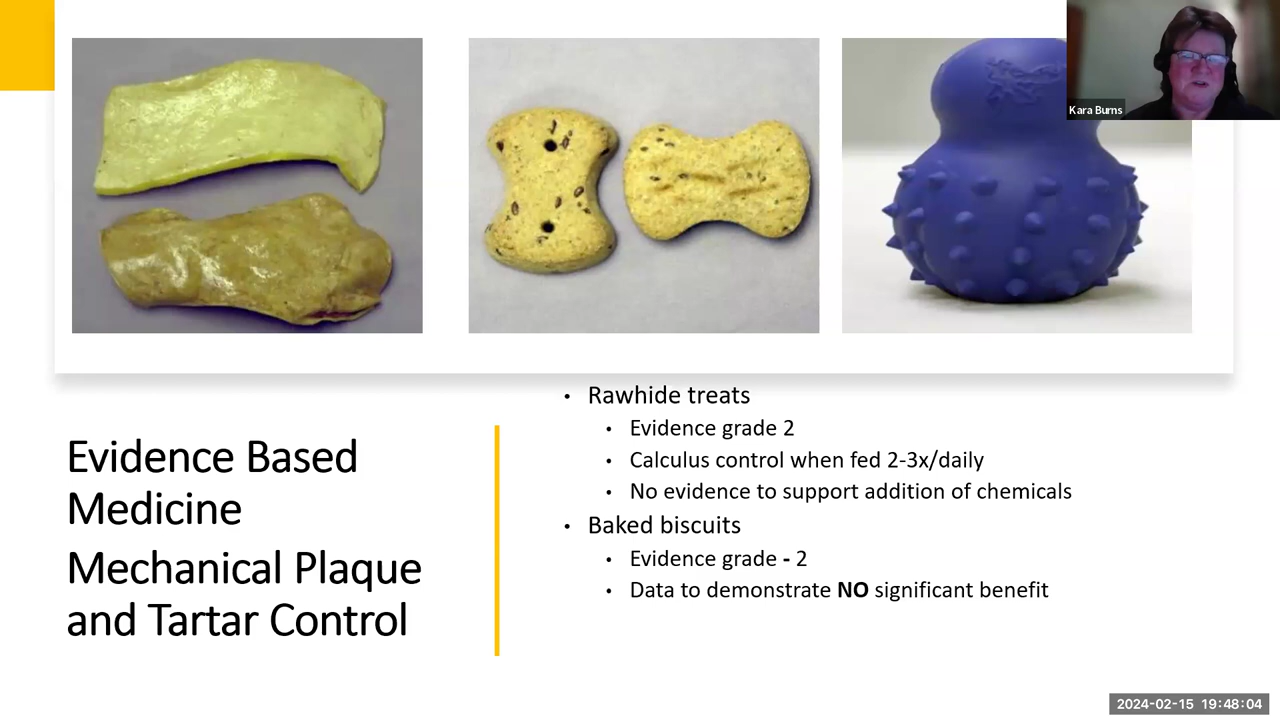 Kara Burns
Evidence Based
Medicine
Mechanical Plaque
and Tartar Control
• Rawhide treats
• Evidence grade 2
• Calculus control when fed 2-3x/daily
• No evidence to support addition of chemicals
• Baked biscuits
• Evidence grade - 2
• Data to demonstrate NO significant benefit
2024-02-15 19:48:04